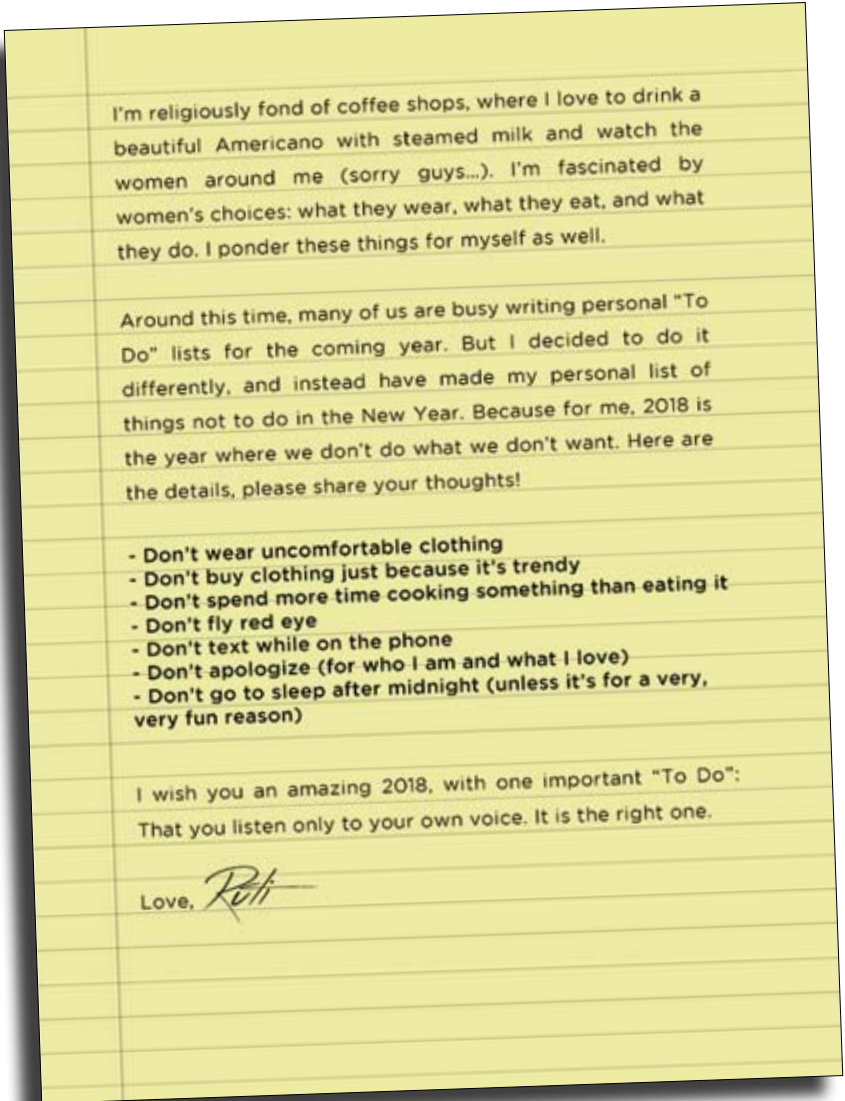 I'm religiously fond of coffee shops, where I love to drink a
beautiful Americano with steamed milk and watch the
women around me (sorry guys...). I'm fascinated by
women's choices: what they wear, what they eat, and what
they do. I ponder these things for myself as well.
Around this time, many of us are busy writing personal "To
Do" lists for the coming year. But I decided to do it
differently, and instead have made my personal list of
things not to do in the New Year. Because for me, 2018 is
the year where we don't do what we don't want. Here are
the details, please share your thoughts!
- Don't wear uncomfortable clothing
- Don't buy clothing just because it's trendy
- Don't spend more time cooking something than eating it
- Don't fly red eye
- Don't text while on the phone
- Don't apologize (for who I am and what I love)
- Don't go to sleep after midnight (unless it's for a very,
very fun reason)
I wish you an amazing 2018, with one important "To Do":
That you listen only to your own voice. It is the right one.
Love, Ruti